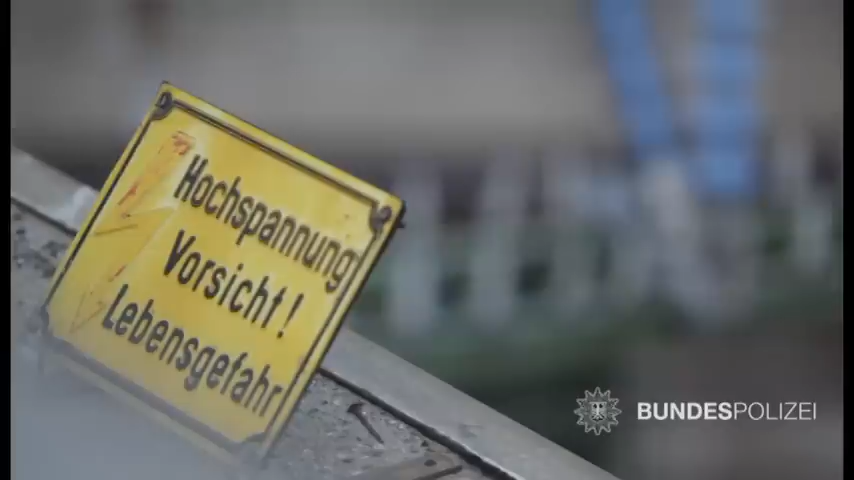 Hochspannung
Vorsicht!
Lebensgefahr
BUNDESPOLIZEI